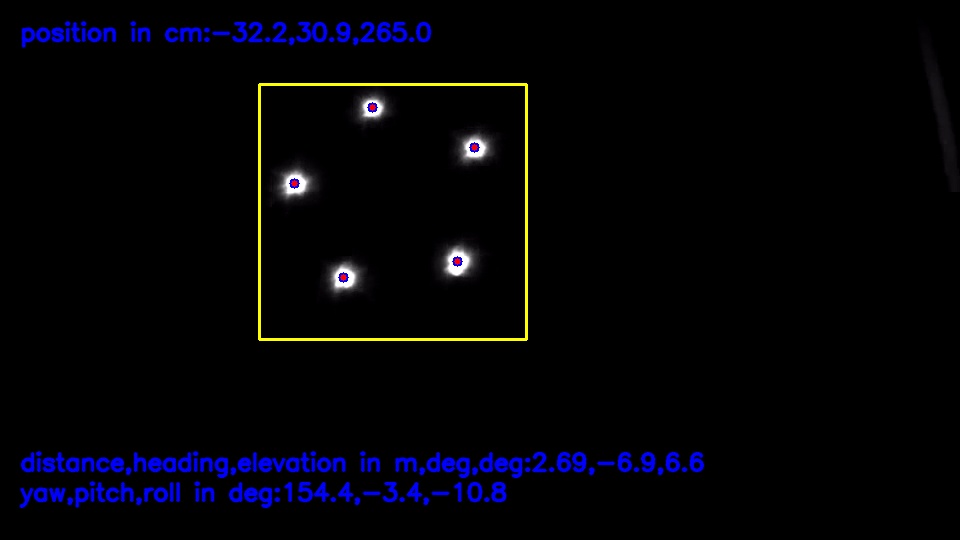 position in cm:-32.2,30.9,265.0
distance,heading,elevation in m,deg,deg:2.69,-6.9,6.6
yaw,pitch,roll in deg:154.4,-3.4,-10.8